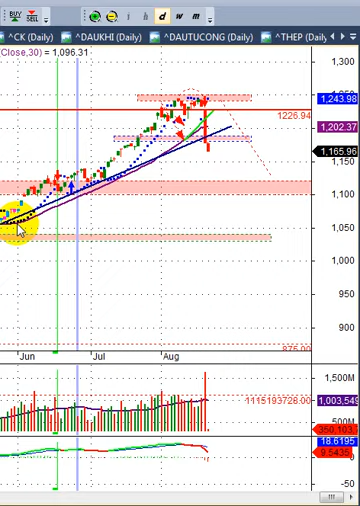 BUY
SELL
i h d w m
^CK (Daily) ^DAUKHI (Daily) ^DAUTUCONG (Daily) ^THEP (Daily)
(Close,30) = 1,096.31
1,300
1,243.98
1226.94
1,202.37
1,165.96
1,150
1,100
1,050
1,000
950
900
875.00
Jun Jul Aug
1,500M
1115193728.00
1,003,549
350,103,
18.6195
9.5435
-50